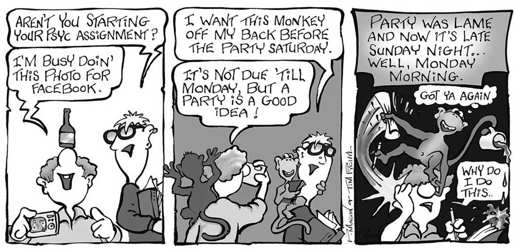 AREN'T YOU STARTING
YOUR PSYC ASSIGNMENT?
I'M BUSY DOIN'
THIS PHOTO FOR
FACEBOOK.
I WANT THIS MONKEY
OFF MY BACK BEFORE
THE PARTY SATURDAY.
IT'S NOT DUE 'TILL
MONDAY, BUT A
PARTY IS A GOOD
IDEA!
PARTY WAS LAME
AND NOW IT'S LATE
SUNDAY NIGHT...
WELL, MONDAY
MORNING.
GOT YA AGAIN
WHY DO
I DO
THIS..